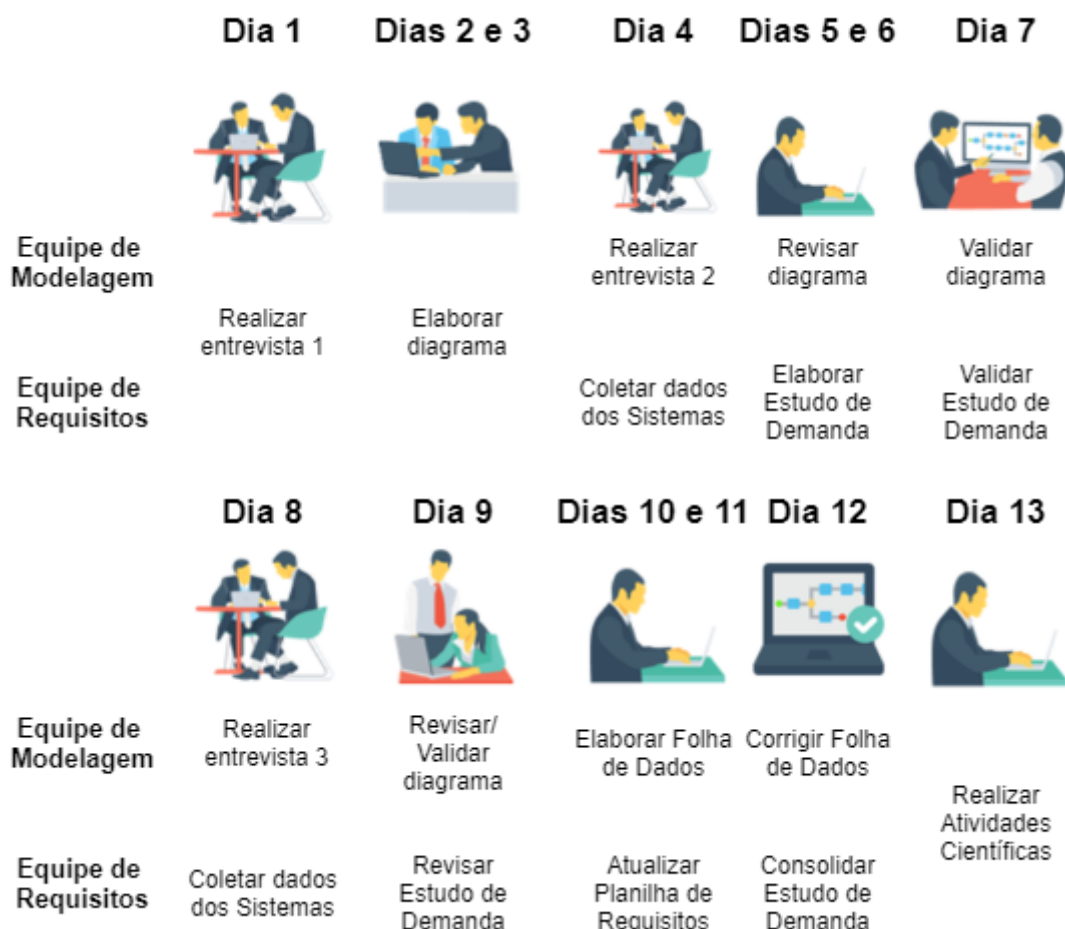 Dia 1
Dias 2 e 3
Dia 4
Dias 5 e 6
Dia 7
Equipe de
Modelagem
Realizar
entrevista 2
Revisar
diagrama
Validar
diagrama
Realizar
entrevista 1
Elaborar
diagrama
Equipe de
Requisitos
Coletar dados
dos Sistemas
Elaborar
Estudo de
Demanda
Validar
Estudo de
Demanda
Dia 8
Dia 9
Dias 10 e 11
Dia 12
Dia 13
Equipe de
Modelagem
Realizar
entrevista 3
Revisar/
Validar
diagrama
Elaborar Folha
de Dados
Corrigir Folha
de Dados
Realizar
Atividades
Científicas
Equipe de
Requisitos
Coletar dados
dos Sistemas
Revisar
Estudo de
Demanda
Atualizar
Planilha de
Requisitos
Consolidar
Estudo de
Demanda